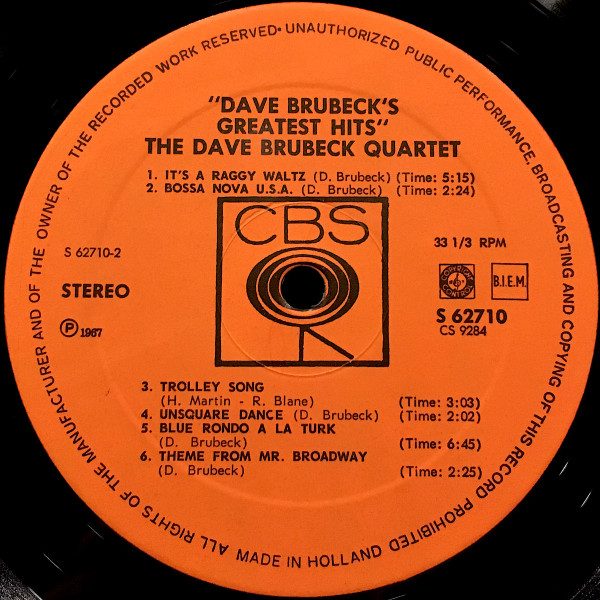 ALL RIGHTS OF THE MANUFACTURER AND OF THE OWNER OF THE RECORDED WORK RESERVED • UNAUTHORIZED PUBLIC PERFORMANCE, BROADCASTING AND COPYING OF THIS RECORD PROHIBITED
"DAVE BRUBECK'S
GREATEST HITS"
THE DAVE BRUBECK QUARTET
1. IT'S A RAGGY WALTZ (D. Brubeck) (Time: 5:15)
2. BOSSA NOVA U.S.A. (D. Brubeck) (Time: 2:24)
CBS
S 62710-2
33 1/3 RPM
STEREO
COPYRIGHT CONTROL
B.I.E.M.
S 62710
CS 9284
Ⓟ 1967
3. TROLLEY SONG
(H. Martin - R. Blane) (Time: 3:03)
4. UNSQUARE DANCE (D. Brubeck) (Time: 2:02)
5. BLUE RONDO A LA TURK
(D. Brubeck) (Time: 6:45)
6. THEME FROM MR. BROADWAY
(D. Brubeck) (Time: 2:25)
MADE IN HOLLAND